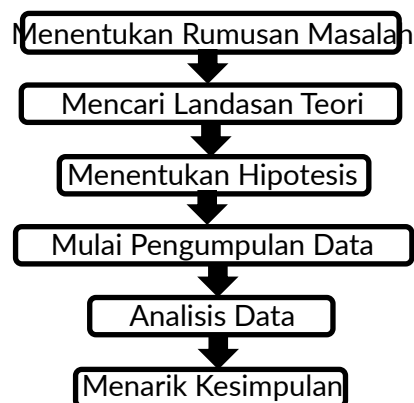 Menentukan Rumusan Masalah
Mencari Landasan Teori
Menentukan Hipotesis
Mulai Pengumpulan Data
Analisis Data
Menarik Kesimpulan